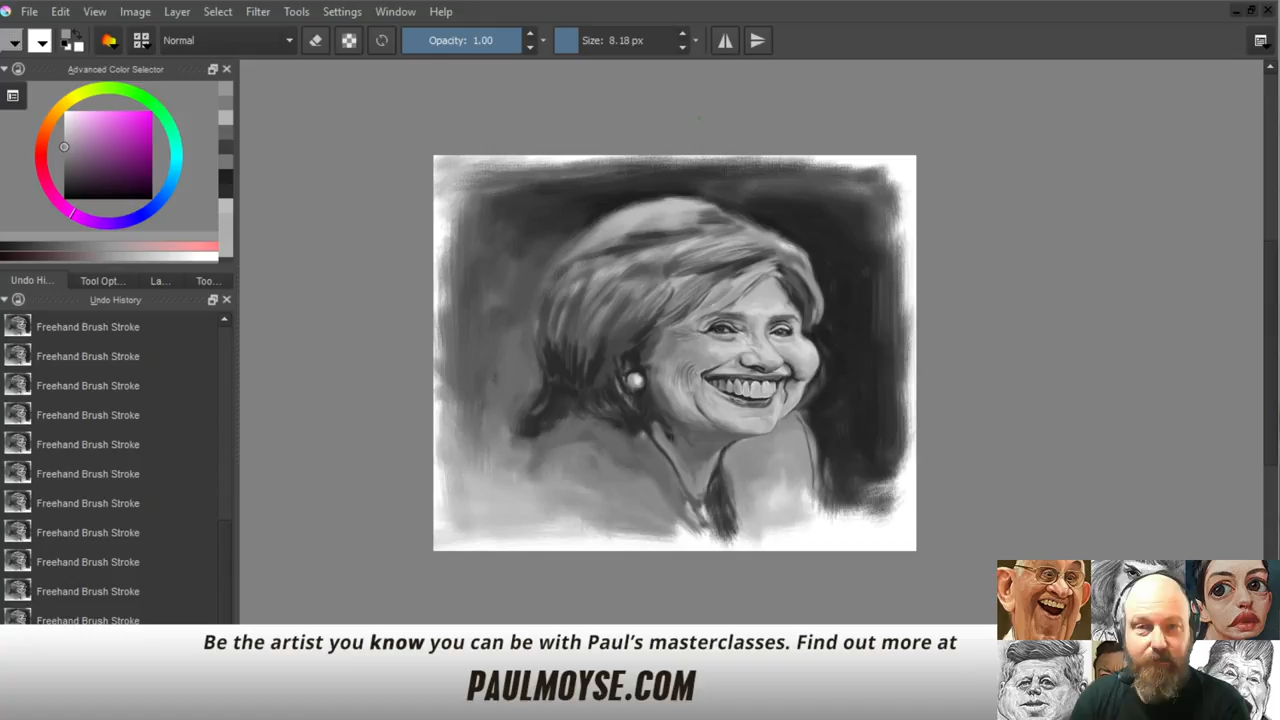 File Edit View Image Layer Select Filter Tools Settings Window Help
Normal Opacity: 1.00 Size: 8.18 px
Advanced Color Selector
Undo Hi... Tool Opt... La... Too...
Undo History
Freehand Brush Stroke
Freehand Brush Stroke
Freehand Brush Stroke
Freehand Brush Stroke
Freehand Brush Stroke
Freehand Brush Stroke
Freehand Brush Stroke
Freehand Brush Stroke
Freehand Brush Stroke
Freehand Brush Stroke
Freehand Brush Stroke
Be the artist you know you can be with Paul's masterclasses. Find out more at
PAULMOYSE.COM